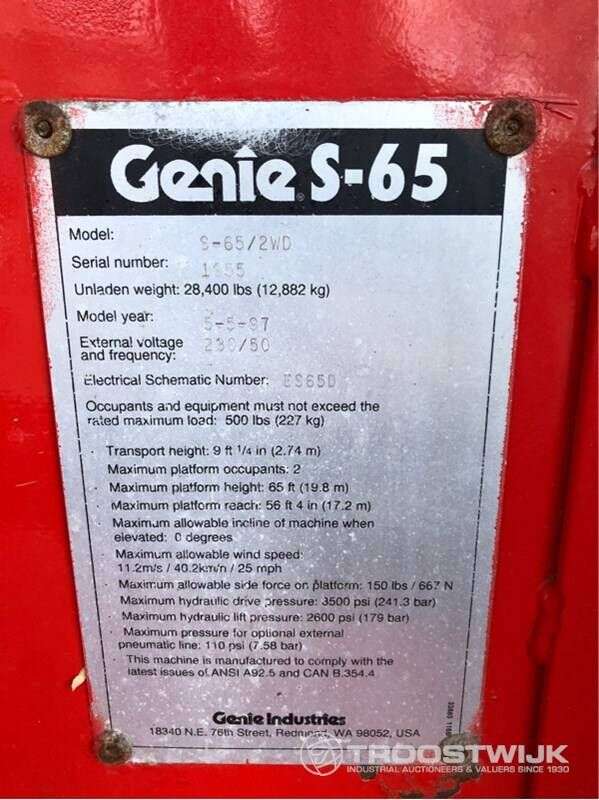 Genie® S-65
Model: S-65/2WD
Serial number: 1955
Unladen weight: 28,400 lbs (12,882 kg)
Model year: 5-5-97
External voltage
and frequency: 230/50
Electrical Schematic Number: ES65D
Occupants and equipment must not exceed the
rated maximum load: 500 lbs (227 kg)
· Transport height: 9 ft 1/4 in (2.74 m)
· Maximum platform occupants: 2
· Maximum platform height: 65 ft (19.8 m)
· Maximum platform reach: 56 ft 4 in (17.2 m)
· Maximum allowable incline of machine when
elevated: 0 degrees
· Maximum allowable wind speed:
11.2m/s / 40.2km/h / 25 mph
· Maximum allowable side force on platform: 150 lbs / 667 N
· Maximum hydraulic drive pressure: 3500 psi (241.3 bar)
· Maximum hydraulic lift pressure: 2600 psi (179 bar)
· Maximum pressure for optional external
pneumatic line: 110 psi (7.58 bar)
· This machine is manufactured to comply with the
latest issues of ANSI A92.5 and CAN B.354.4
Genie Industries
18340 N.E. 76th Street, Redmond, WA 98052, USA
TROOSTWIJK
INDUSTRIAL AUCTIONEERS & VALUERS SINCE 1930